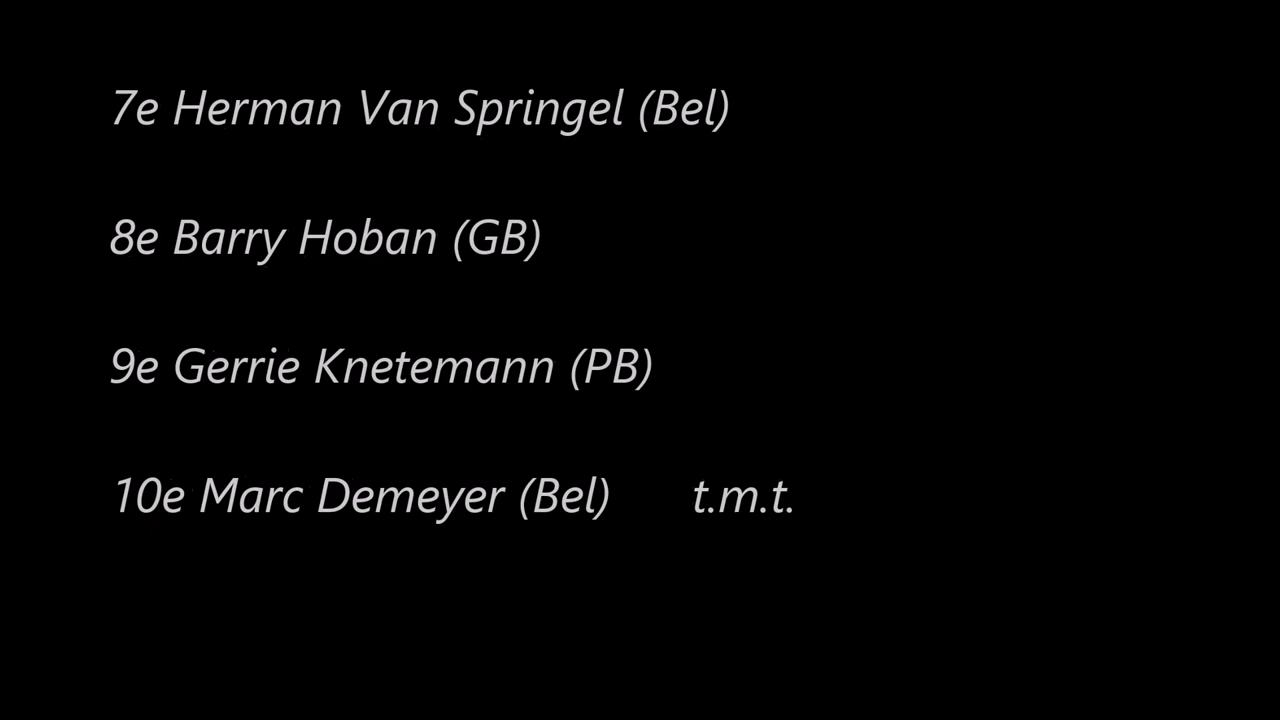 7e Herman Van Springel (Bel)
8e Barry Hoban (GB)
9e Gerrie Knetemann (PB)
10e Marc Demeyer (Bel) t.m.t.